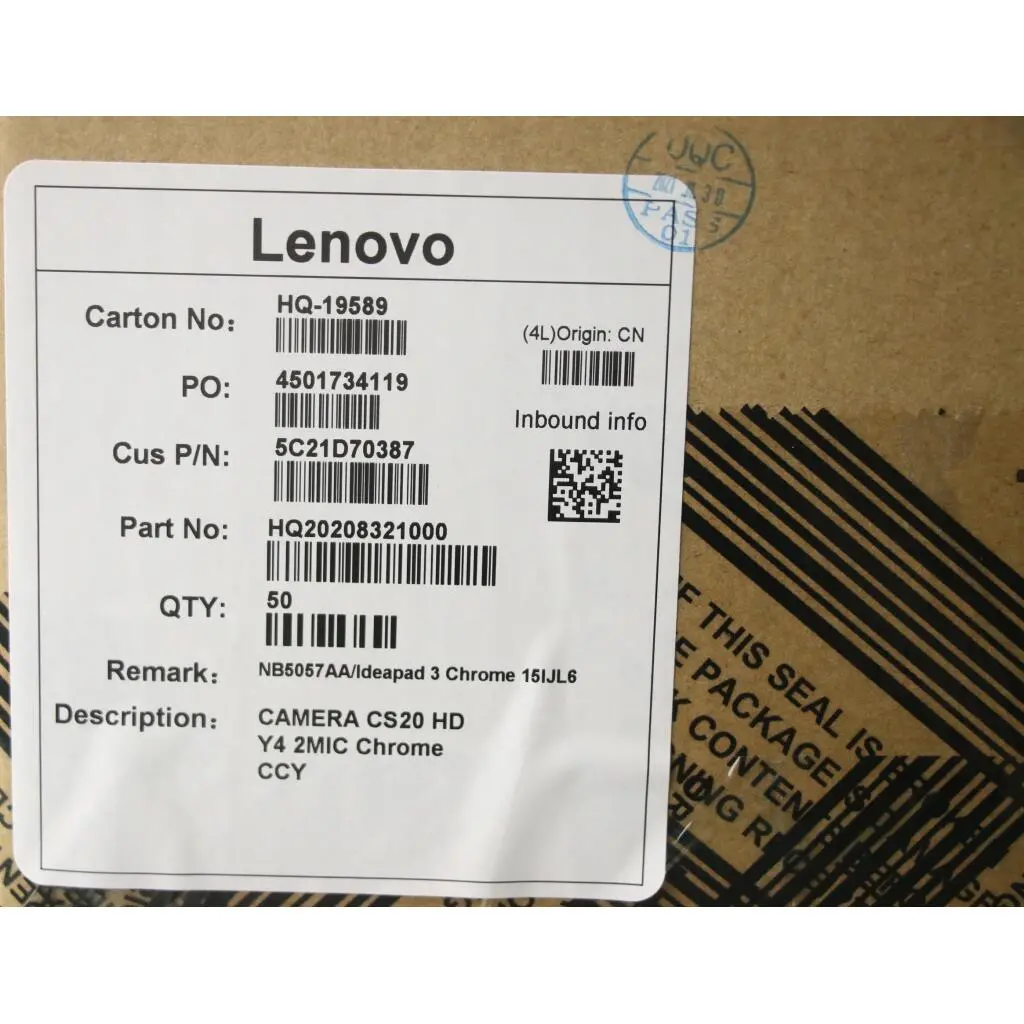 Lenovo
Carton No: HQ-19589
(4L)Origin: CN
PO: 4501734119
Inbound info
Cus P/N: 5C21D70387
Part No: HQ20208321000
QTY: 50
Remark: NB5057AA/Ideapad 3 Chrome 15IJL6
Description: CAMERA CS20 HD
Y4 2MIC Chrome
CCY
PASS
01
THIS SEAL IS
PACKAGE